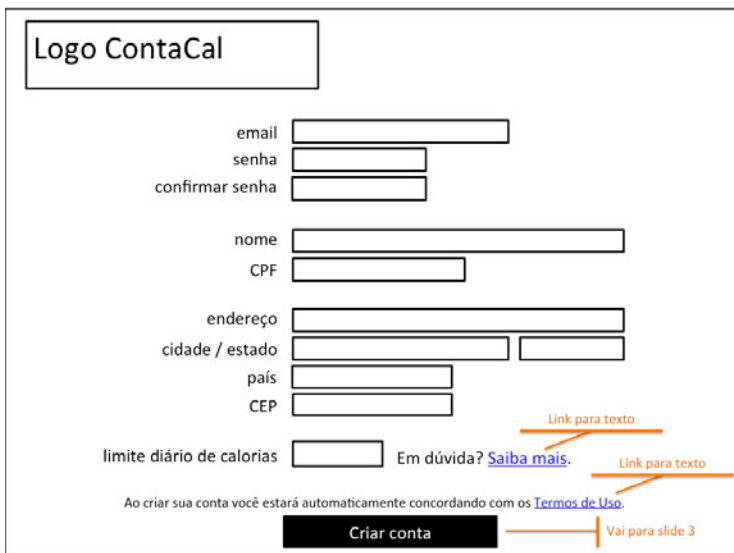 Logo ContaCal
email
senha
confirmar senha
nome
CPF
endereço
cidade / estado
país
CEP
Link para texto
limite diário de calorias Em dúvida? Saiba mais.
Link para texto
Ao criar sua conta você estará automaticamente concordando com os Termos de Uso.
Criar conta Vai para slide 3